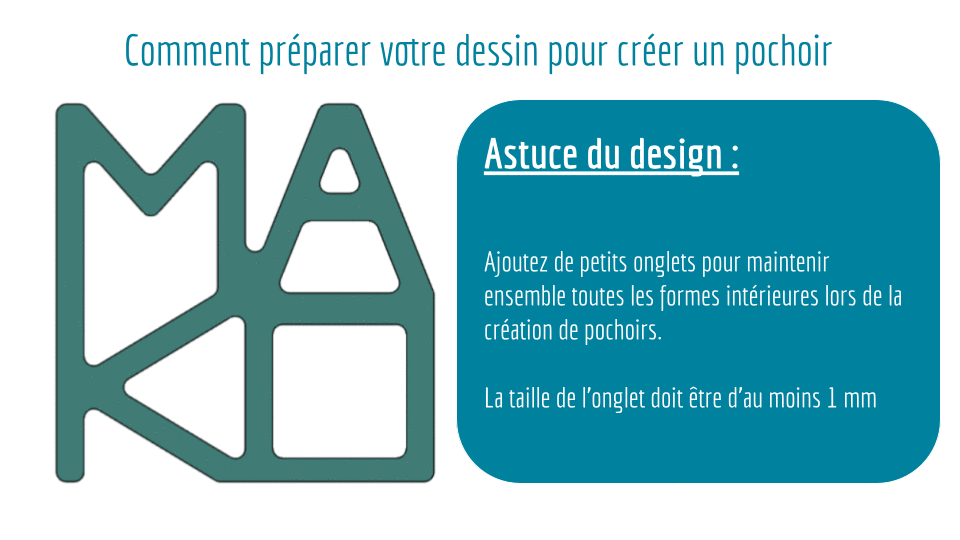 Comment préparer votre dessin pour créer un pochoir
MA
KO
Astuce du design :
Ajoutez de petits onglets pour maintenir
ensemble toutes les formes intérieures lors de la
création de pochoirs.
La taille de l'onglet doit être d'au moins 1 mm